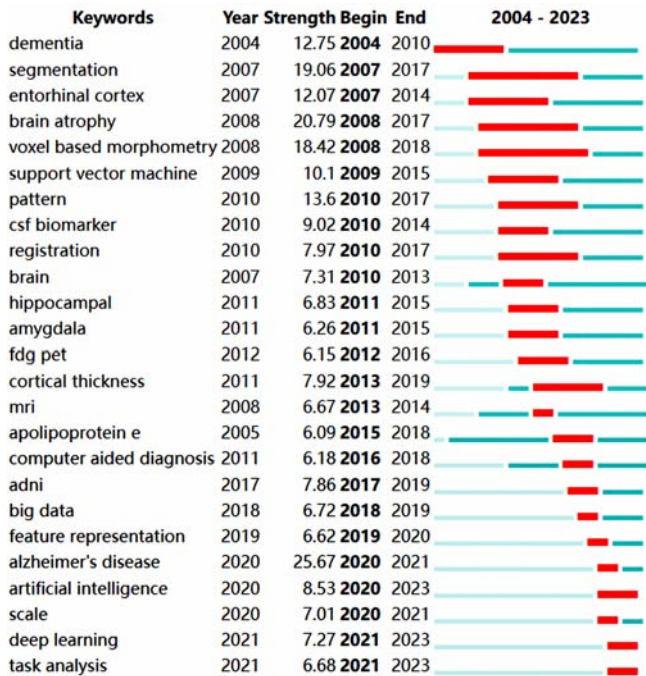 Keywords Year Strength Begin End 2004 - 2023
dementia 2004 12.75 2004 2010
segmentation 2007 19.06 2007 2017
entorhinal cortex 2007 12.07 2007 2014
brain atrophy 2008 20.79 2008 2017
voxel based morphometry 2008 18.42 2008 2018
support vector machine 2009 10.1 2009 2015
pattern 2010 13.6 2010 2017
csf biomarker 2010 9.02 2010 2014
registration 2010 7.97 2010 2017
brain 2007 7.31 2010 2013
hippocampal 2011 6.83 2011 2015
amygdala 2011 6.26 2011 2015
fdg pet 2012 6.15 2012 2016
cortical thickness 2011 7.92 2013 2019
mri 2008 6.67 2013 2014
apolipoprotein e 2005 6.09 2015 2018
computer aided diagnosis 2011 6.18 2016 2018
adni 2017 7.86 2017 2019
big data 2018 6.72 2018 2019
feature representation 2019 6.62 2019 2020
alzheimer's disease 2020 25.67 2020 2021
artificial intelligence 2020 8.53 2020 2023
scale 2020 7.01 2020 2021
deep learning 2021 7.27 2021 2023
task analysis 2021 6.68 2021 2023